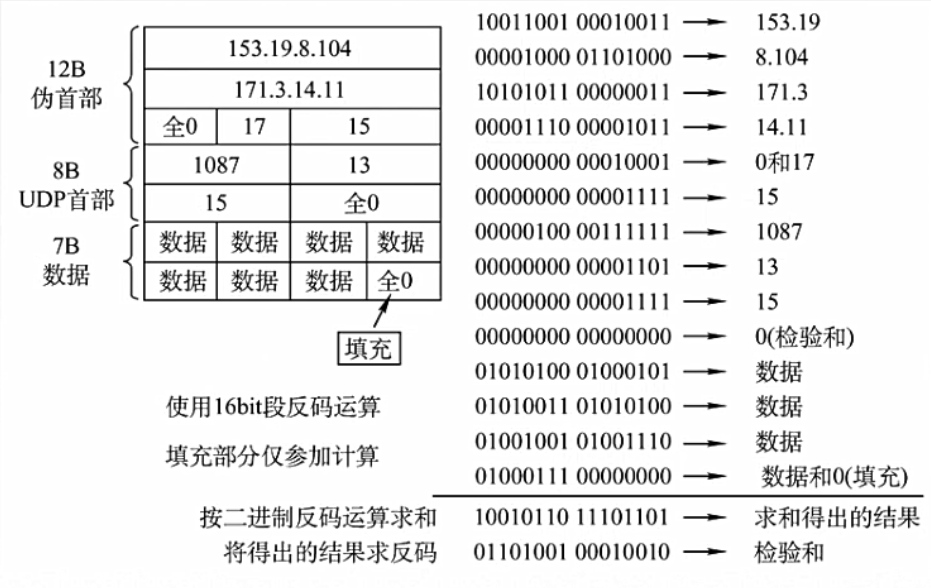 12B
伪首部
153.19.8.104
171.3.14.11
全0 17 15
8B
UDP首部
1087 13
15 全0
7B
数据
数据 数据 数据 数据
数据 数据 数据 全0
填充
使用16bit段反码运算
填充部分仅参加计算
10011001 00010011 → 153.19
00001000 01101000 → 8.104
10101011 00000011 → 171.3
00001110 00001011 → 14.11
00000000 00010001 → 0和17
00000000 00001111 → 15
00000100 00111111 → 1087
00000000 00001101 → 13
00000000 00001111 → 15
00000000 00000000 → 0(检验和)
01010100 01000101 → 数据
01010011 01010100 → 数据
01001001 01001110 → 数据
01000111 00000000 → 数据和0(填充)
按二进制反码运算求和 10010110 11101101 → 求和得出的结果
将得出的结果求反码 01101001 00010010 → 检验和